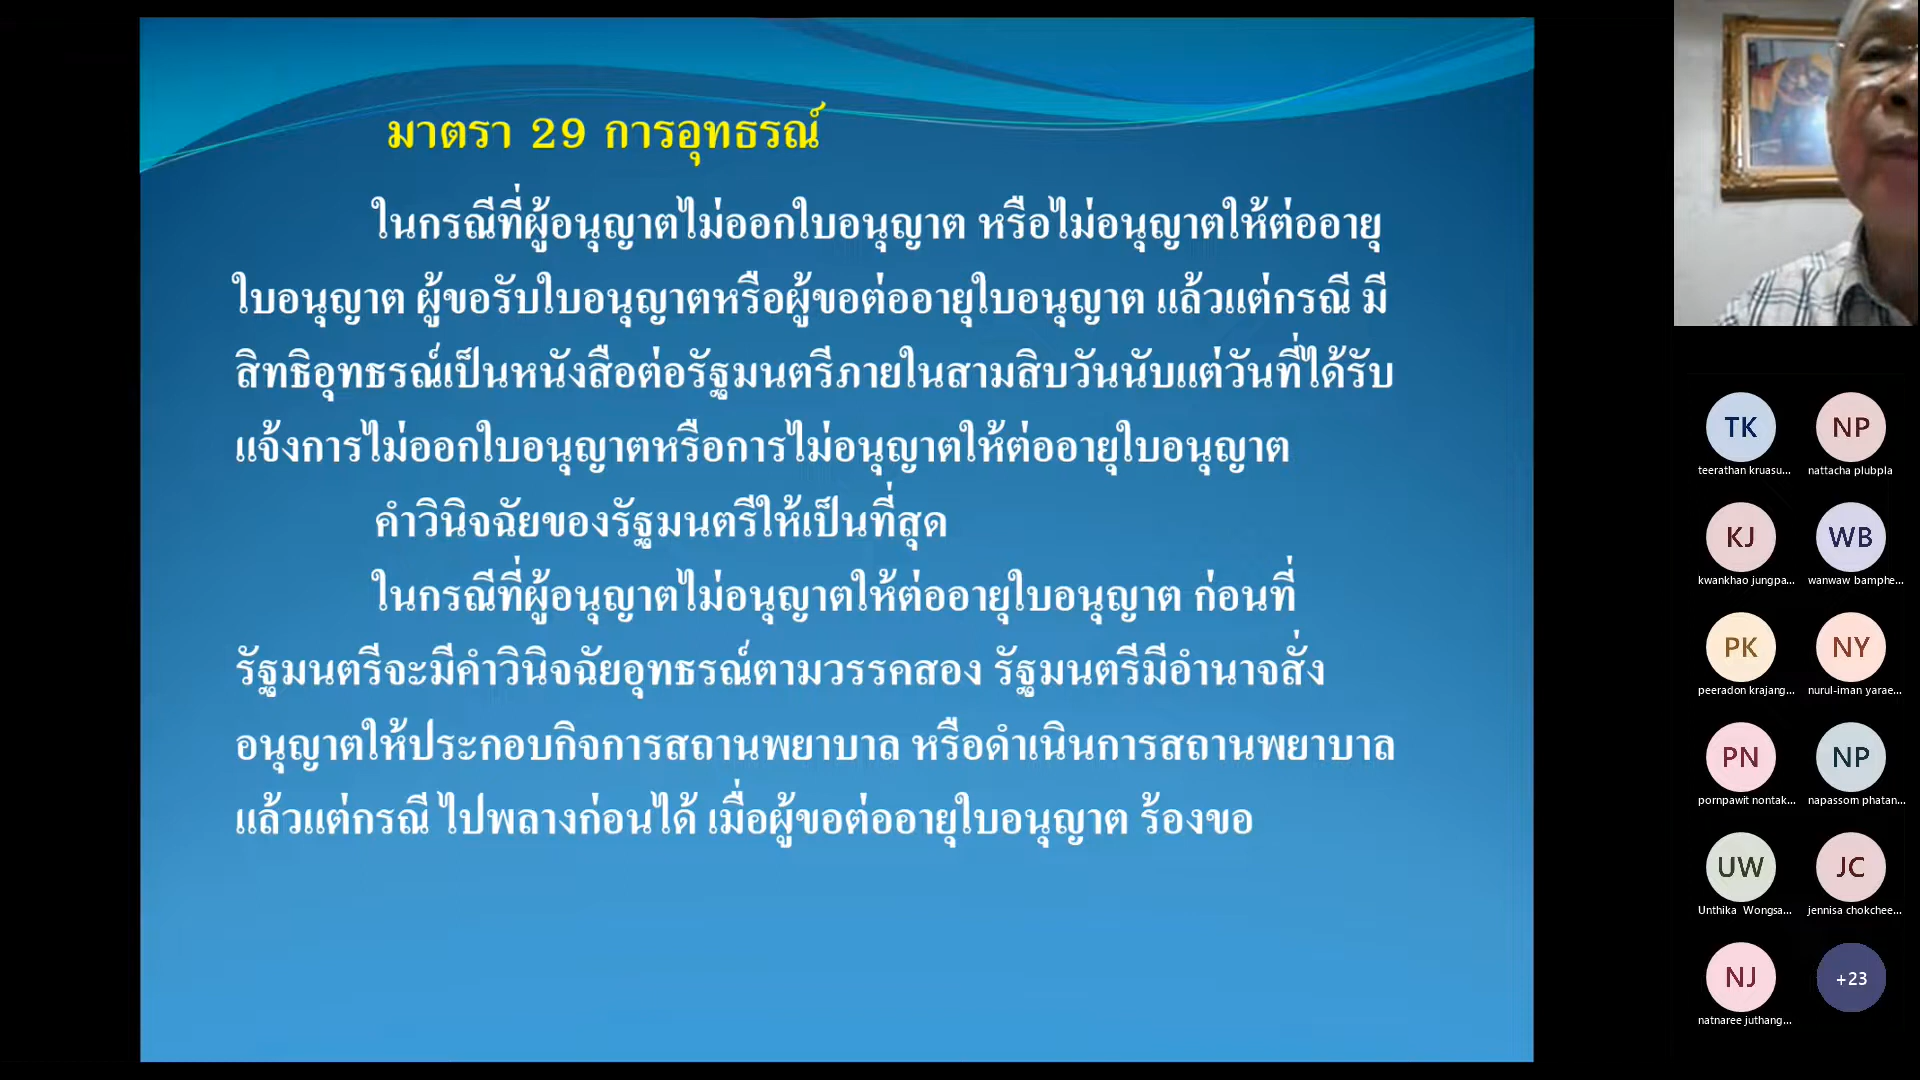 มาตรา 29 การอุทธรณ์
ในกรณีที่ผู้อนุญาตไม่ออกใบอนุญาต หรือไม่อนุญาตให้ต่ออายุ
ใบอนุญาต ผู้ขอรับใบอนุญาตหรือผู้ขอต่ออายุใบอนุญาต แล้วแต่กรณี มี
สิทธิอุทธรณ์เป็นหนังสือต่อรัฐมนตรีภายในสามสิบวันนับแต่วันที่ได้รับ
แจ้งการไม่ออกใบอนุญาตหรือการไม่อนุญาตให้ต่ออายุใบอนุญาต
คำวินิจฉัยของรัฐมนตรีให้เป็นที่สุด
ในกรณีที่ผู้อนุญาตไม่อนุญาตให้ต่ออายุใบอนุญาต ก่อนที่
รัฐมนตรีจะมีคำวินิจฉัยอุทธรณ์ตามวรรคสอง รัฐมนตรีมีอำนาจสั่ง
อนุญาตให้ประกอบกิจการสถานพยาบาล หรือดำเนินการสถานพยาบาล
แล้วแต่กรณี ไปพลางก่อนได้ เมื่อผู้ขอต่ออายุใบอนุญาต ร้องขอ
TK NP
teerathan kruasu... nattacha plubpla
KJ WB
kwankhao jungpa... wanwaw bamphe...
PK NY
peeradon krajang... nurul-iman yarae...
PN NP
pornpawit nontak... napassorn phatan...
UW JC
Unthika Wongsa... jennisa chokchee...
NJ +23
natnaree juthang...